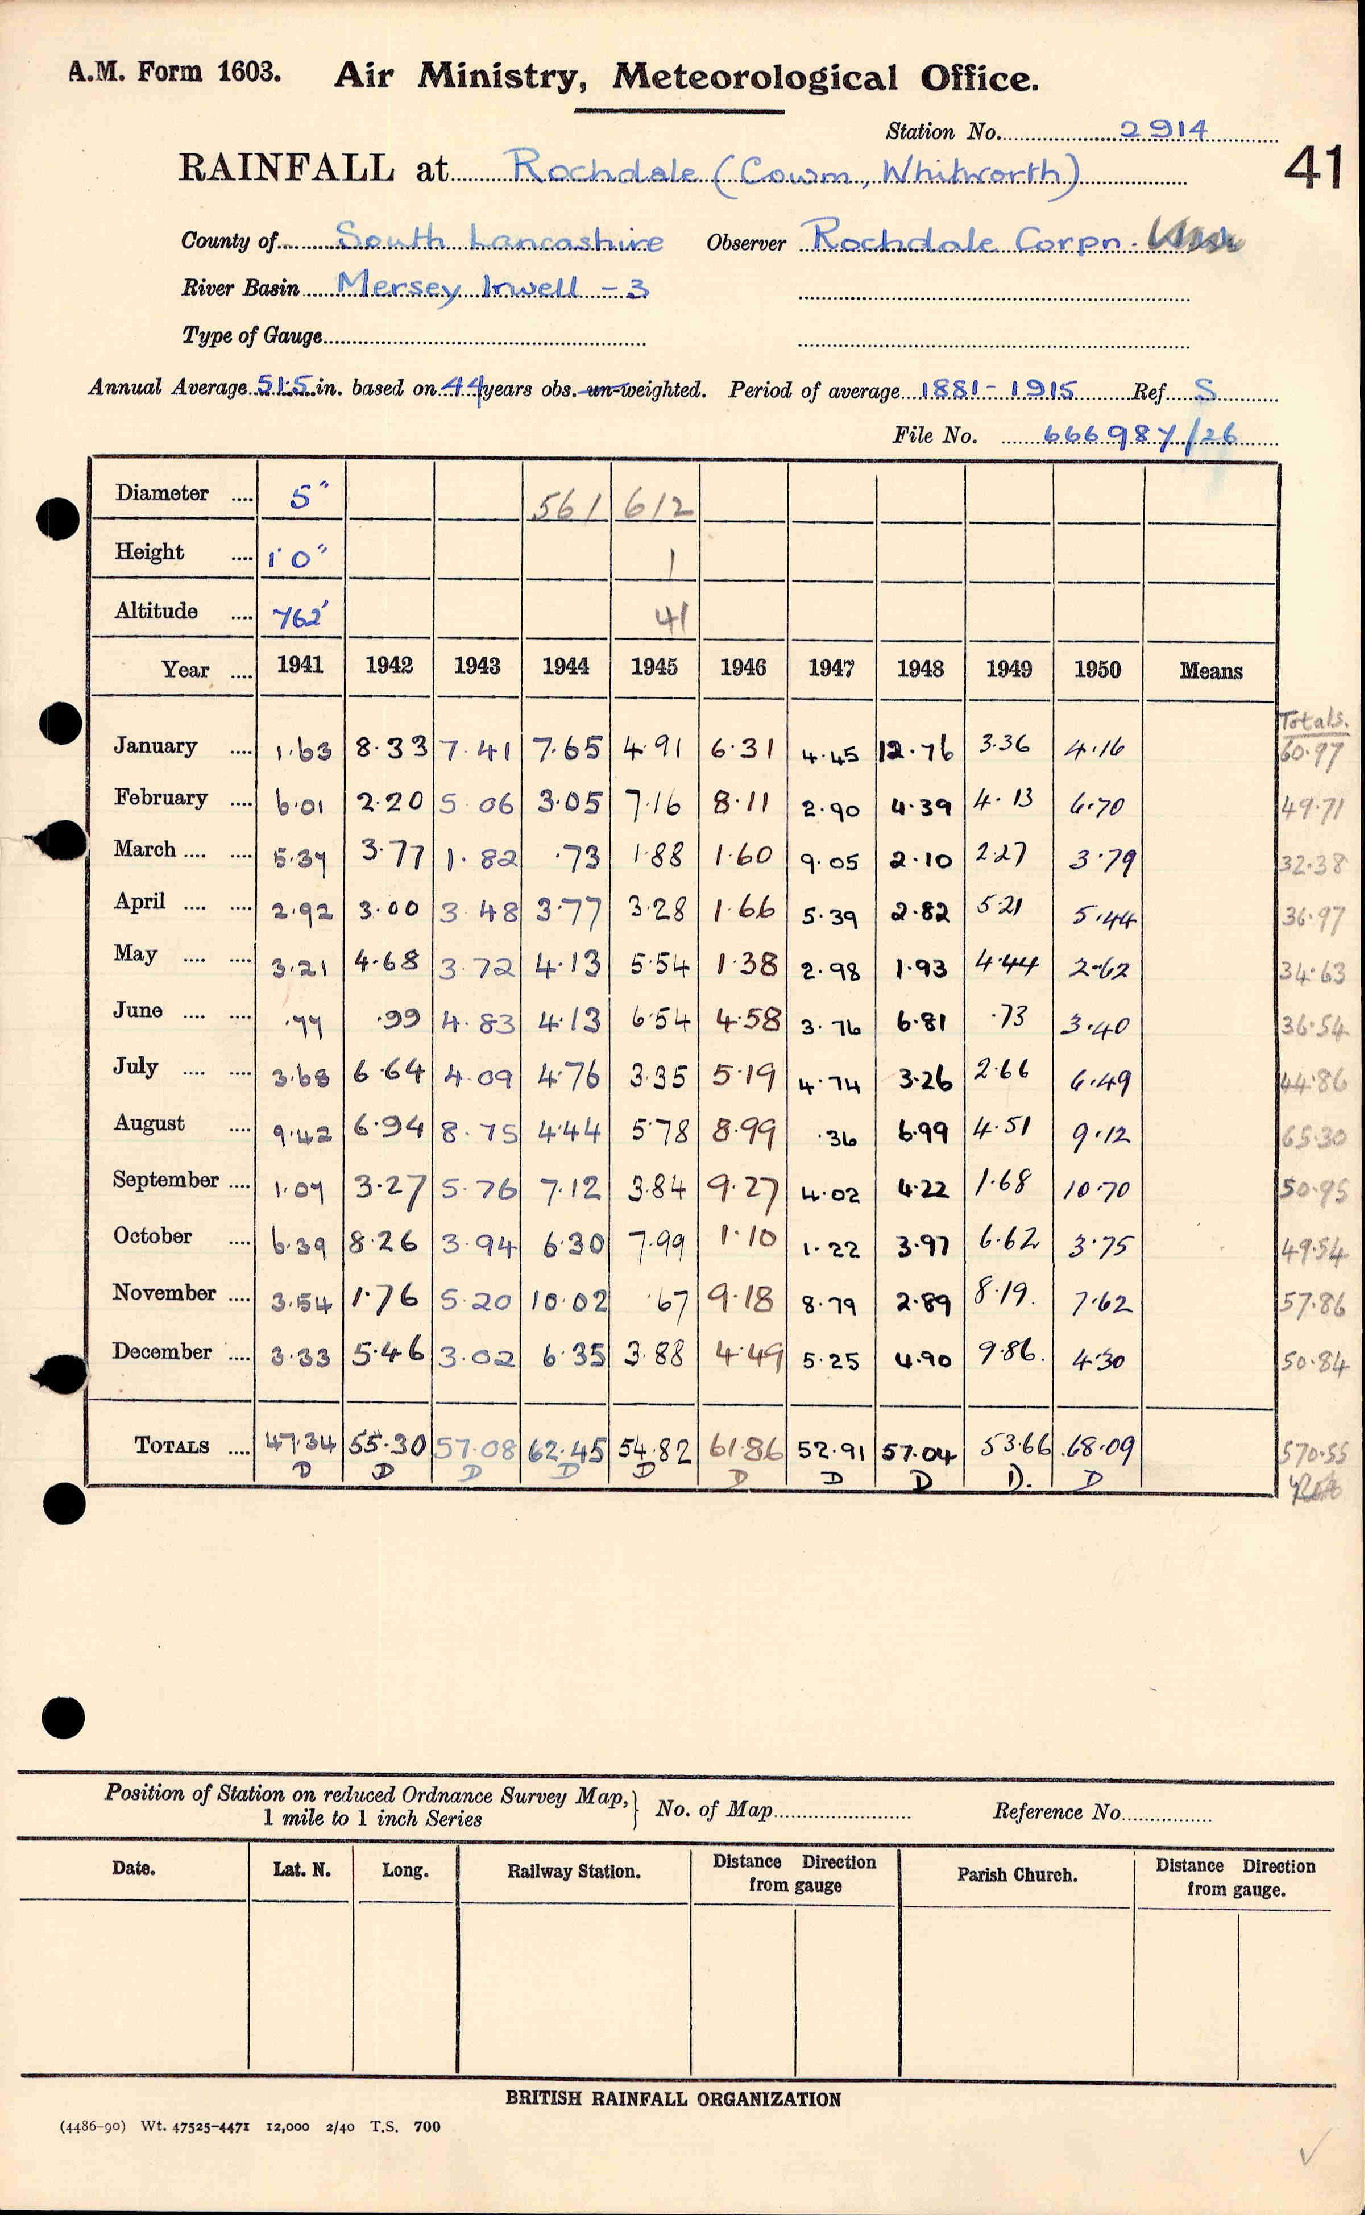 A.M. Form 1603. Air Ministry, Meteorological Office.
Station No. 2914
41
RAINFALL at Rochdale (Cowm, Whitworth)
County of South Lancashire Observer Rochdale Corpn.
River Basin Mersey Irwell - 3
Type of Gauge
Annual Average 51.5 in. based on 44 years obs. un-weighted. Period of average 1881-1915 Ref S
File No. 666987/26
Diameter .... 5" 561 612
Height .... 1'0" 1
Altitude .... 762' 41
Year .... 1941 1942 1943 1944 1945 1946 1947 1948 1949 1950 Means
Totals.
January .... 1.63 8.33 7.41 7.65 4.91 6.31 4.45 12.76 3.36 4.16 60.97
February .... 6.01 2.20 5.06 3.05 7.16 8.11 2.90 4.39 4.13 6.70 49.71
March .... .... 5.37 3.77 1.82 .73 1.88 1.60 9.05 2.10 2.27 3.79 32.38
April .... .... 2.92 3.00 3.48 3.77 3.28 1.66 5.39 2.82 5.21 5.44 36.97
May .... .... 3.21 4.68 3.72 4.13 5.54 1.38 2.98 1.93 4.44 2.62 34.63
June .... .... .77 .99 4.83 4.13 6.54 4.58 3.76 6.81 .73 3.40 36.54
July .... .... 3.68 6.64 4.09 4.76 3.35 5.19 4.74 3.26 2.66 6.49 44.86
August .... 9.42 6.94 8.75 4.44 5.78 8.99 .36 6.99 4.51 9.12 65.30
September .... 1.07 3.27 5.76 7.12 3.84 9.27 4.02 4.22 1.68 10.70 50.95
October .... 6.39 8.26 3.94 6.30 7.99 1.10 1.22 3.97 6.62 3.75 49.54
November .... 3.54 1.76 5.20 10.02 .67 9.18 8.79 2.89 8.19 7.62 57.86
December .... 3.33 5.46 3.02 6.35 3.88 4.49 5.25 4.90 9.86 4.30 50.84
TOTALS .... 47.34 55.30 57.08 62.45 54.82 61.86 52.91 57.04 53.66 68.09 570.55
D D D D D D D D D. D
Position of Station on reduced Ordnance Survey Map,} No. of Map Reference No.
1 mile to 1 inch Series
Date. Lat. N. Long. Railway Station. Distance Direction from gauge Parish Church. Distance Direction from gauge.
BRITISH RAINFALL ORGANIZATION
(4486-90) Wt. 47525-4471 12,000 2/40 T.S. 700